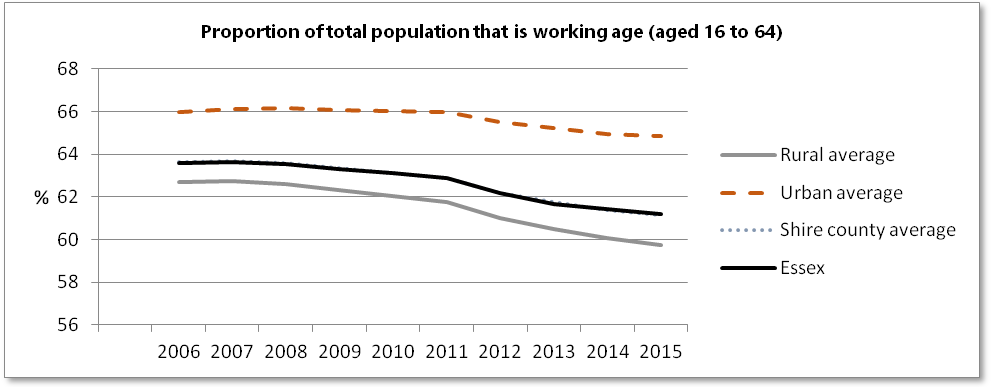 Proportion of total population that is working age (aged 16 to 64)
68
66
64
62
60
58
56
%
2006 2007 2008 2009 2010 2011 2012 2013 2014 2015
Rural average
Urban average
Shire county average
Essex